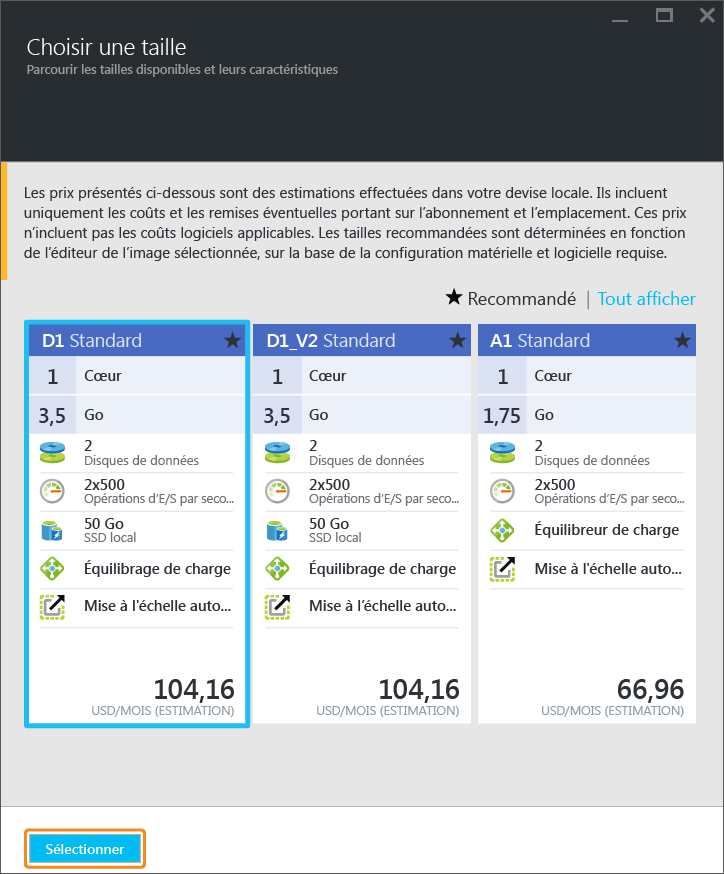 Choisir une taille
Parcourir les tailles disponibles et leurs caractéristiques
Les prix présentés ci-dessous sont des estimations effectuées dans votre devise locale. Ils incluent
uniquement les coûts et les remises éventuelles portant sur l'abonnement et l'emplacement. Ces prix
n'incluent pas les coûts logiciels applicables. Les tailles recommandées sont déterminées en fonction
de l'éditeur de l'image sélectionnée, sur la base de la configuration matérielle et logicielle requise.
★ Recommandé | Tout afficher
D1 Standard ★
1 Cœur
3,5 Go
2
Disques de données
2x500
Opérations d'E/S par seco...
50 Go
SSD local
Équilibrage de charge
Mise à l'échelle auto...
104,16
USD/MOIS (ESTIMATION)
D1_V2 Standard ★
1 Cœur
3,5 Go
2
Disques de données
2x500
Opérations d'E/S par seco...
50 Go
SSD local
Équilibrage de charge
Mise à l'échelle auto...
104,16
USD/MOIS (ESTIMATION)
A1 Standard ★
1 Cœur
1,75 Go
2
Disques de données
2x500
Opérations d'E/S par seco...
Équilibreur de charge
Mise à l'échelle auto...
66,96
USD/MOIS (ESTIMATION)
Sélectionner